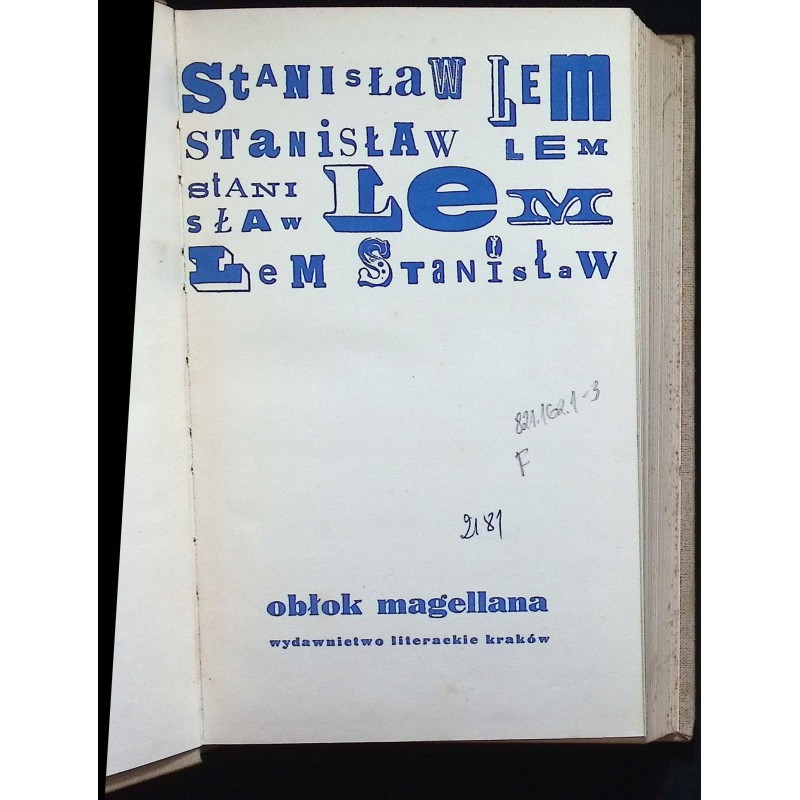 StANISŁaW LEm
STanISŁAW LEM
StANI LeM
SŁAW
LeM STanisław
821.162.1-3
F
2181
obłok magellana
wydawnictwo literackie kraków